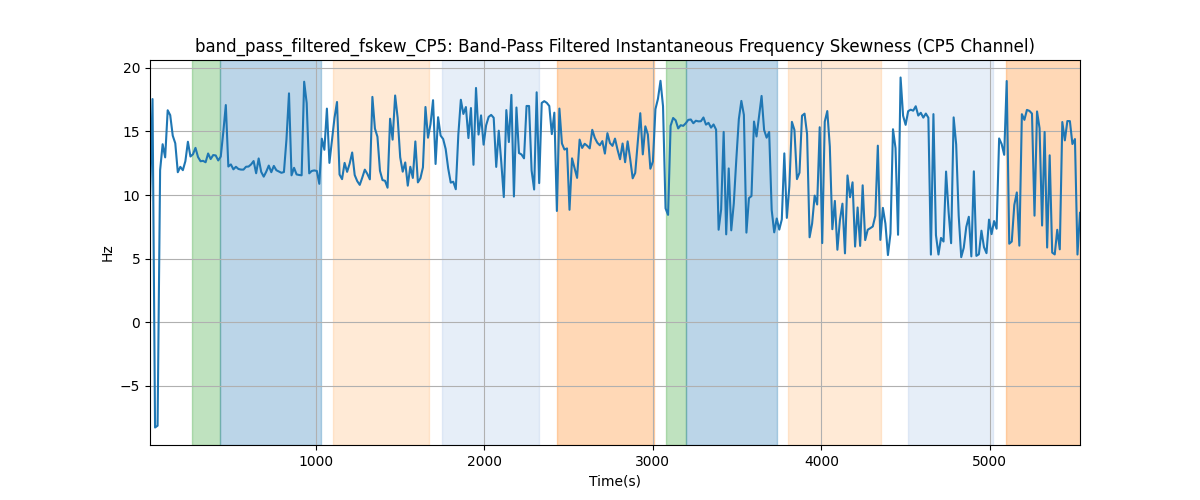 band_pass_filtered_fskew_CP5: Band-Pass Filtered Instantaneous Frequency Skewness (CP5 Channel)
20
15
10
5
0
−5
Hz
1000 2000 3000 4000 5000
Time(s)